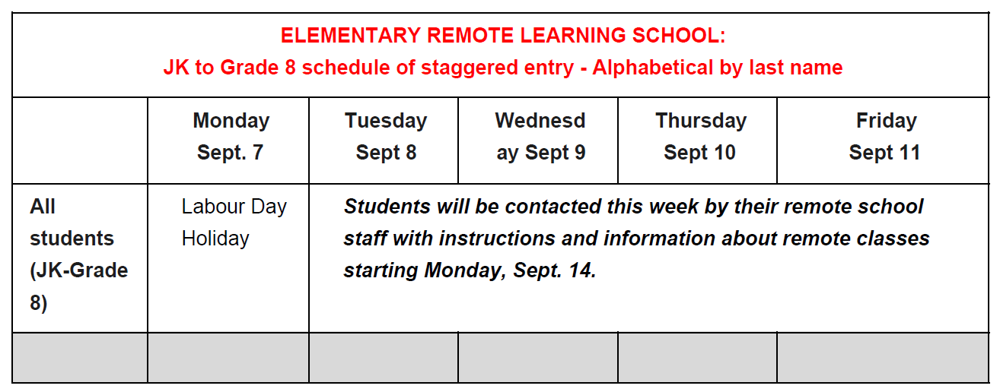 ELEMENTARY REMOTE LEARNING SCHOOL:
JK to Grade 8 schedule of staggered entry - Alphabetical by last name
Monday
Sept. 7
Tuesday
Sept 8
Wednesd
ay Sept 9
Thursday
Sept 10
Friday
Sept 11
All
students
(JK-Grade
8)
Labour Day
Holiday
Students will be contacted this week by their remote school
staff with instructions and information about remote classes
starting Monday, Sept. 14.